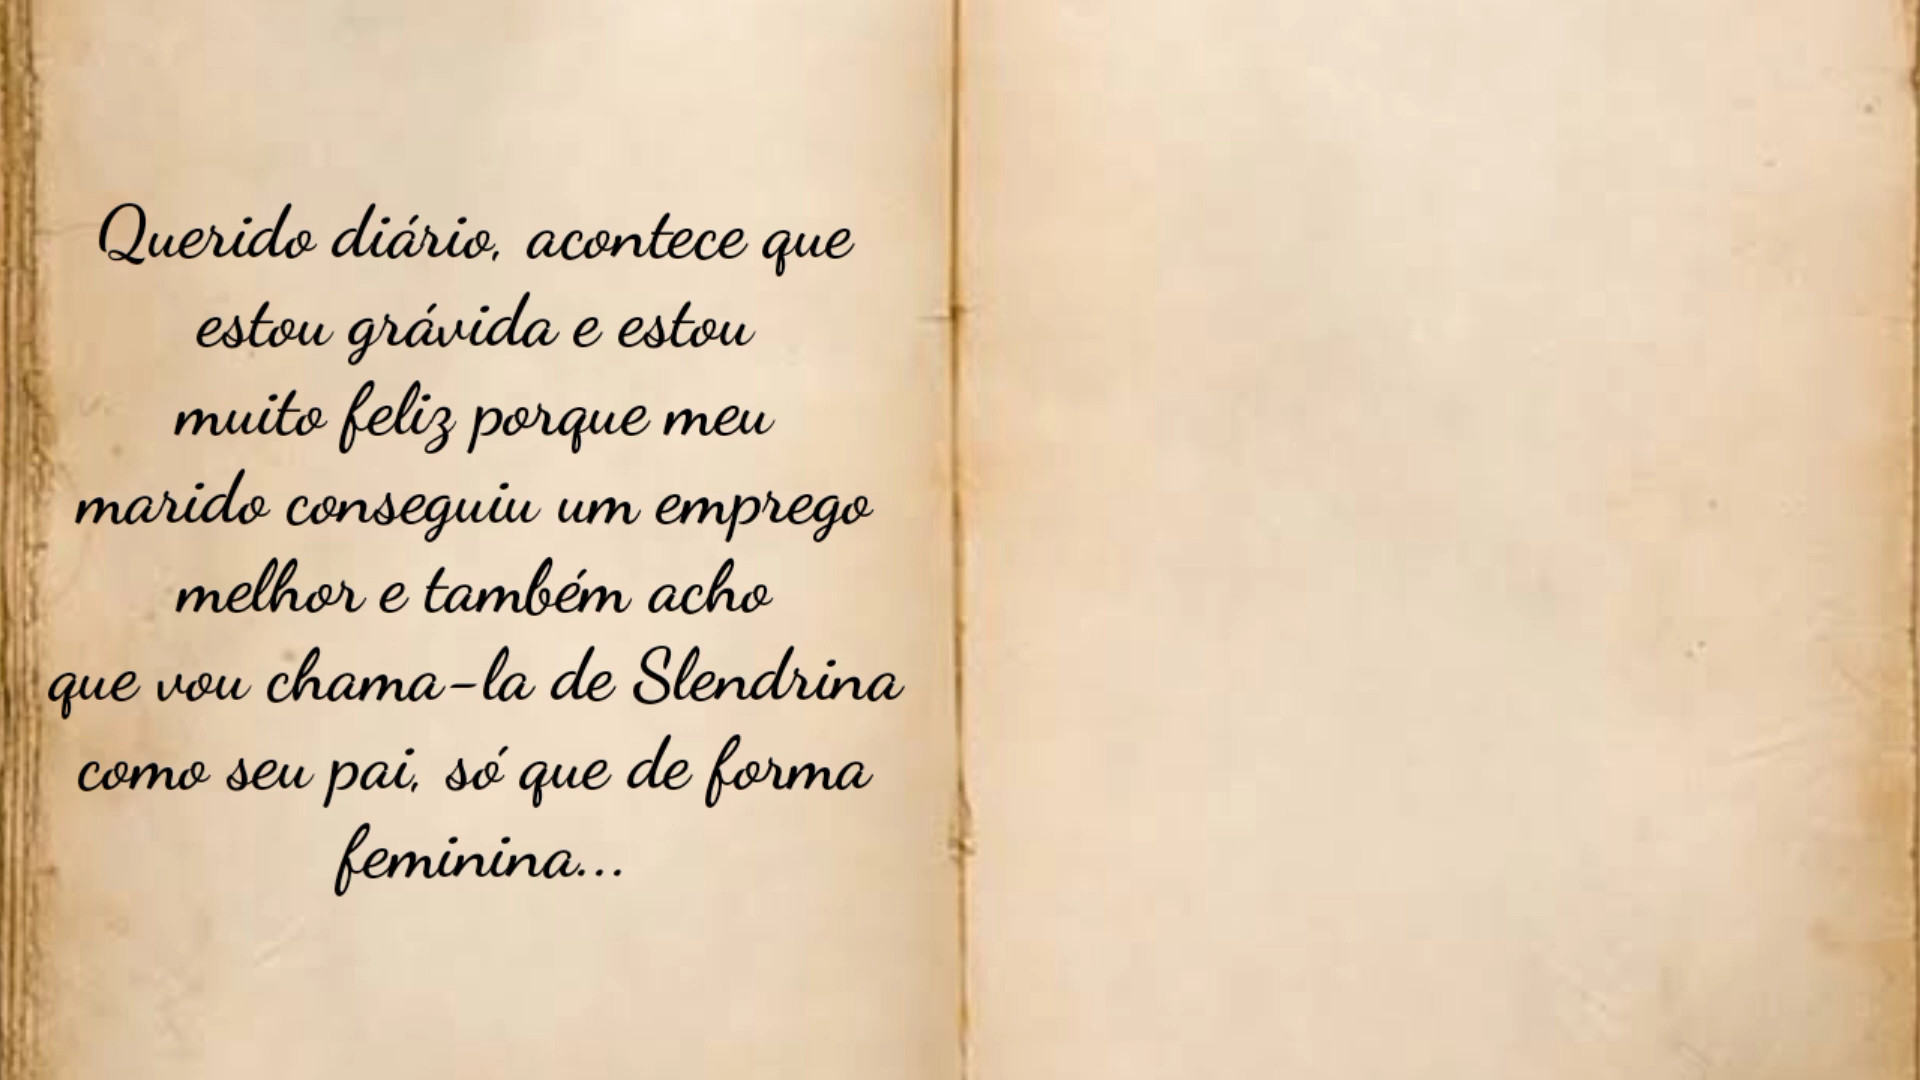 Querido diário, acontece que
estou grávida e estou
muito feliz porque meu
marido conseguiu um emprego
melhor e também acho
que vou chama-la de Slendrina
como seu pai, só que de forma
feminina...